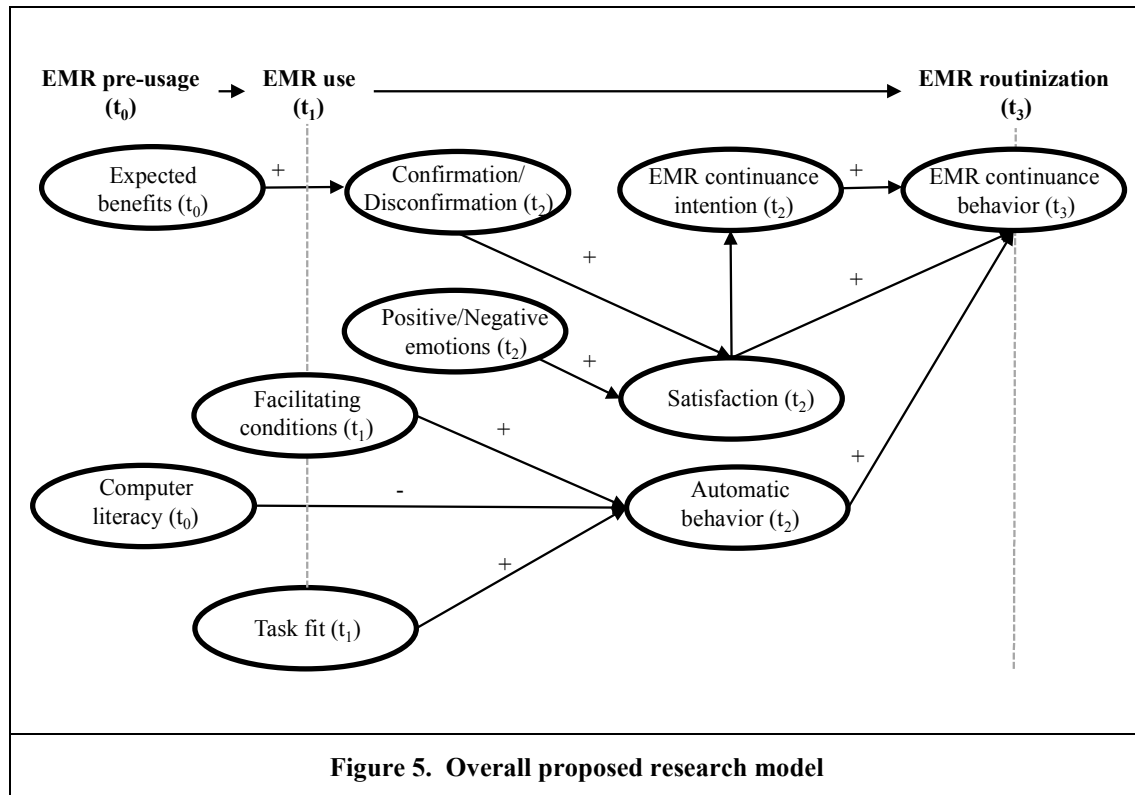 EMR pre-usage
(t0)
EMR use
(t1)
EMR routinization
(t3)
Expected
benefits (t0)
+
Confirmation/
Disconfirmation (t2)
EMR continuance
intention (t2)
+
EMR continuance
behavior (t3)
+
+
Positive/Negative
emotions (t2)
+
Satisfaction (t2)
Facilitating
conditions (t1)
+
+
Computer
literacy (t0)
-
Automatic
behavior (t2)
+
Task fit (t1)
Figure 5. Overall proposed research model